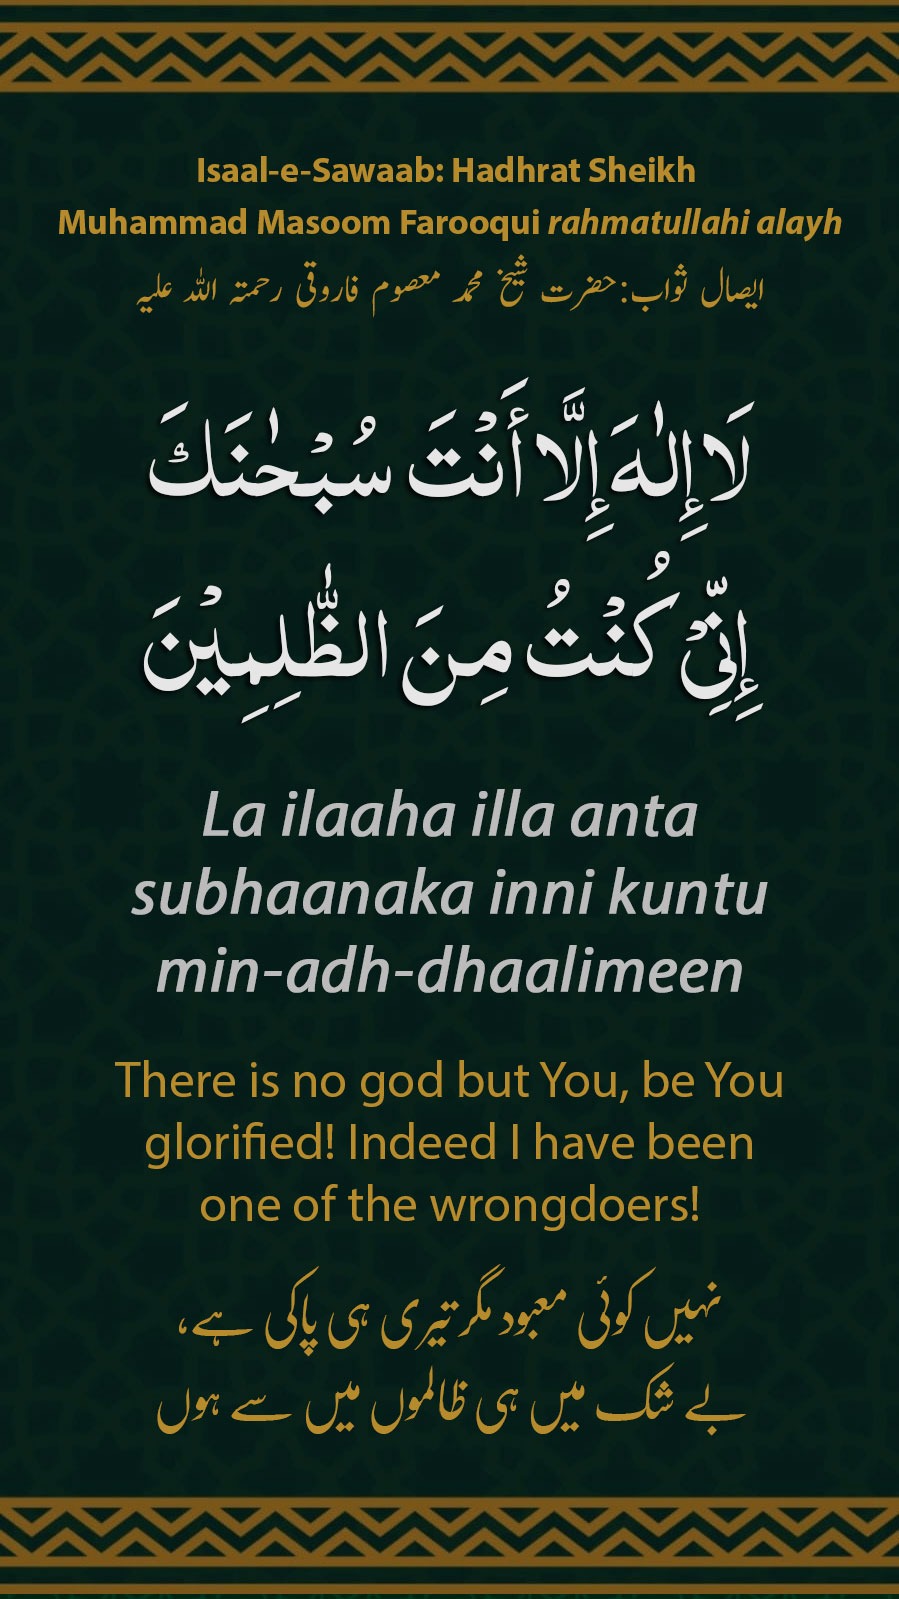 Isaal-e-Sawaab: Hadhrat Sheikh
Muhammad Masoom Farooqui rahmatullahi alayh
ایصال ثواب: حضرت شیخ محمد معصوم فاروقی رحمتہ اللہ علیہ
لَا إِلٰهَ إِلَّا أَنْتَ سُبْحٰنَكَ
إِنِّيْ كُنْتُ مِنَ الظّٰلِمِيْنَ
La ilaaha illa anta
subhaanaka inni kuntu
min-adh-dhaalimeen
There is no god but You, be You
glorified! Indeed I have been
one of the wrongdoers!
نہیں کوئی معبود مگر تیری ہی پاکی ہے،
بے شک میں ہی ظالموں میں سے ہوں